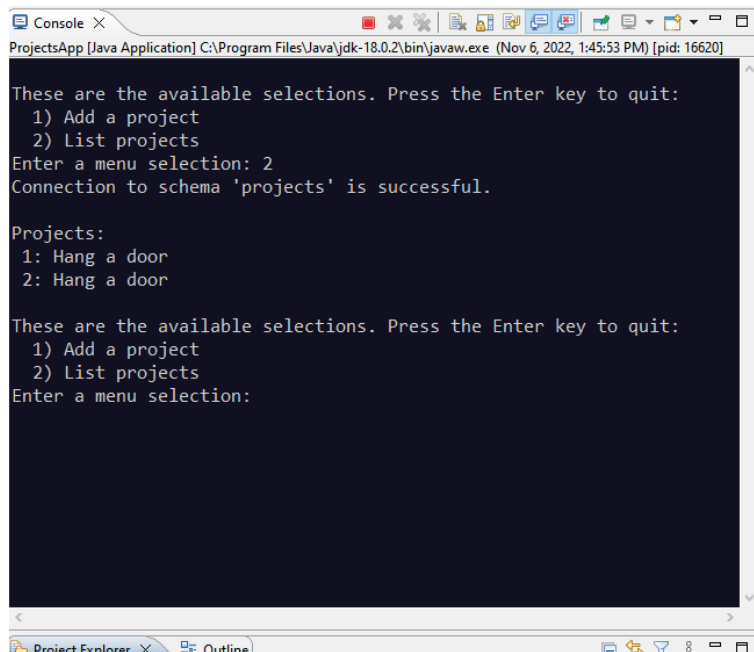 Console
ProjectsApp [Java Application] C:\Program Files\Java\jdk-18.0.2\bin\javaw.exe (Nov 6, 2022, 1:45:53 PM) [pid: 16620]
These are the available selections. Press the Enter key to quit:
1) Add a project
2) List projects
Enter a menu selection: 2
Connection to schema 'projects' is successful.
Projects:
1: Hang a door
2: Hang a door
These are the available selections. Press the Enter key to quit:
1) Add a project
2) List projects
Enter a menu selection:
Project Explorer Outline